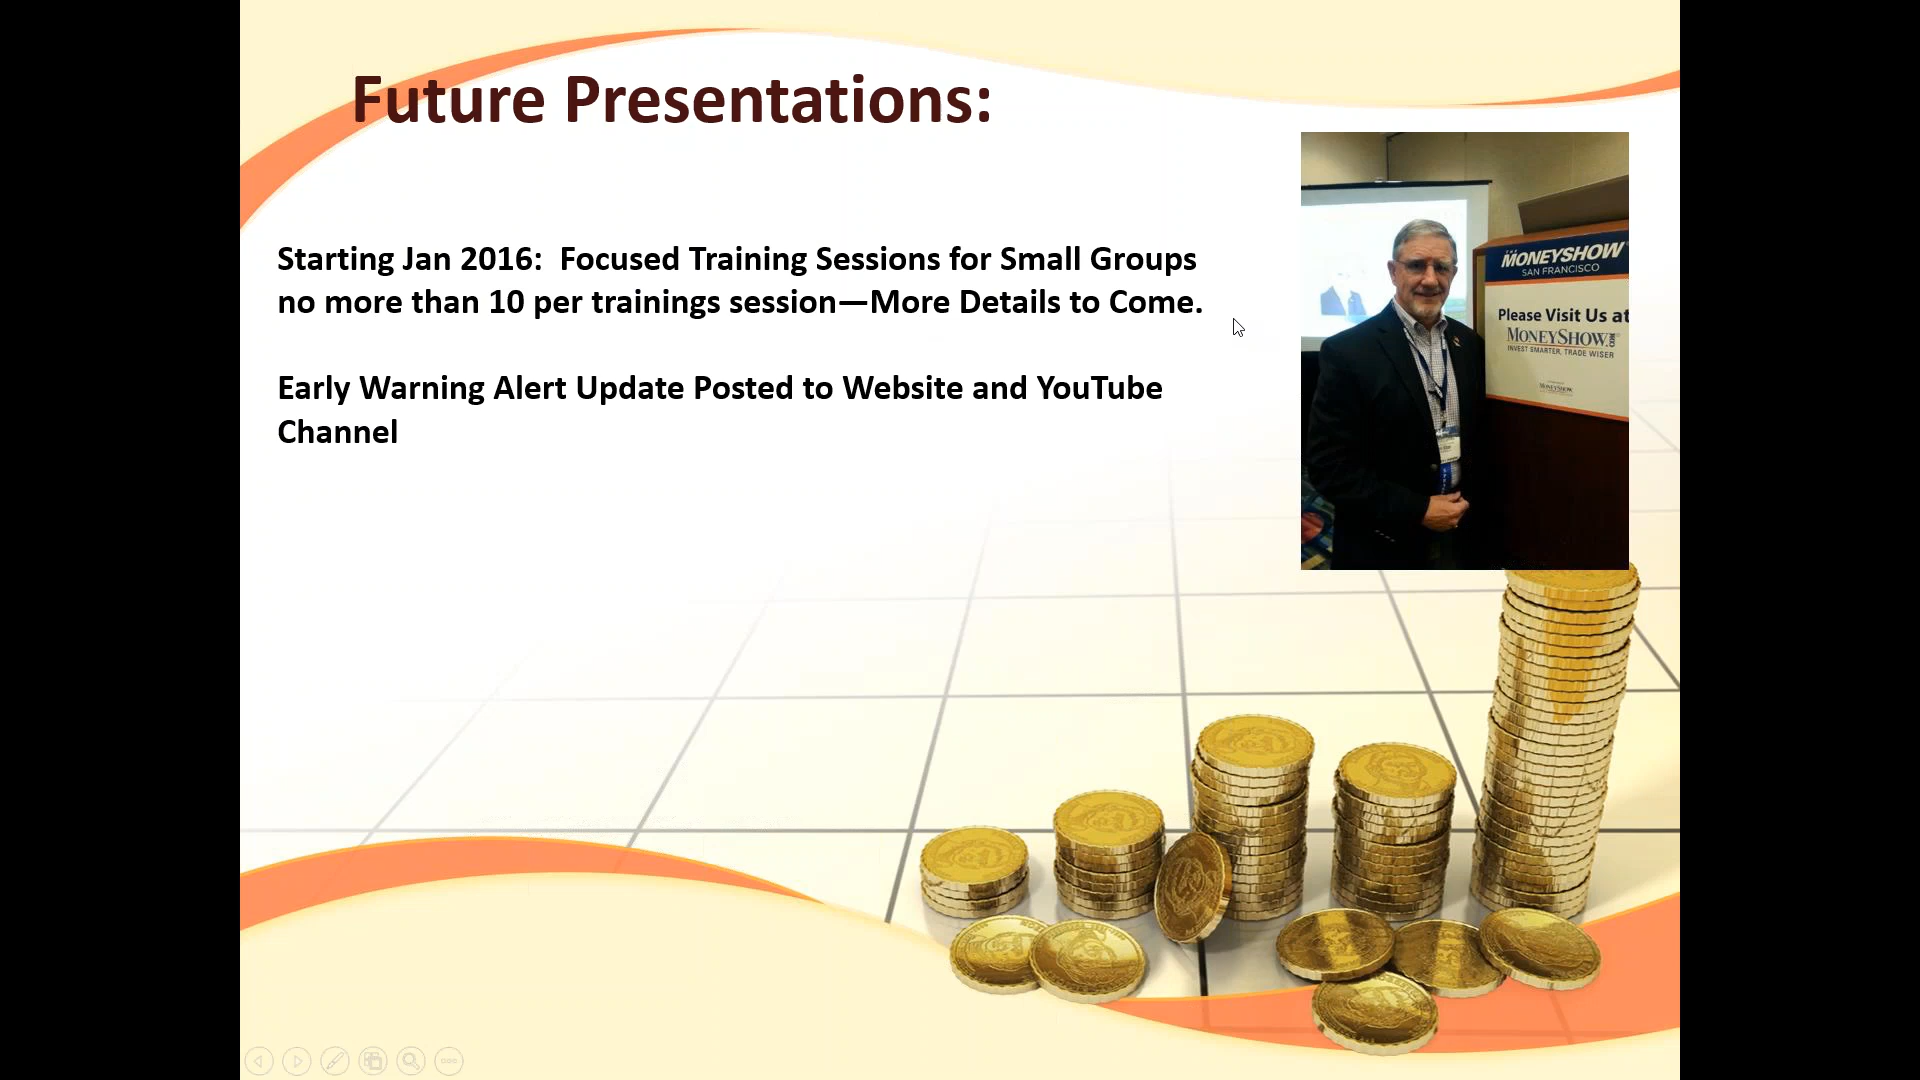 Future Presentations:
Starting Jan 2016:  Focused Training Sessions for Small Groups
no more than 10 per trainings session—More Details to Come.
Early Warning Alert Update Posted to Website and YouTube
Channel
THE
MONEYSHOW
SAN FRANCISCO
Please Visit Us at
MONEYSHOW.
INVEST SMARTER, TRADE WISER
MONEYSHOW